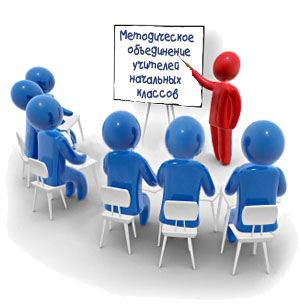 Методическое
объединение
учителей
начальных
классов